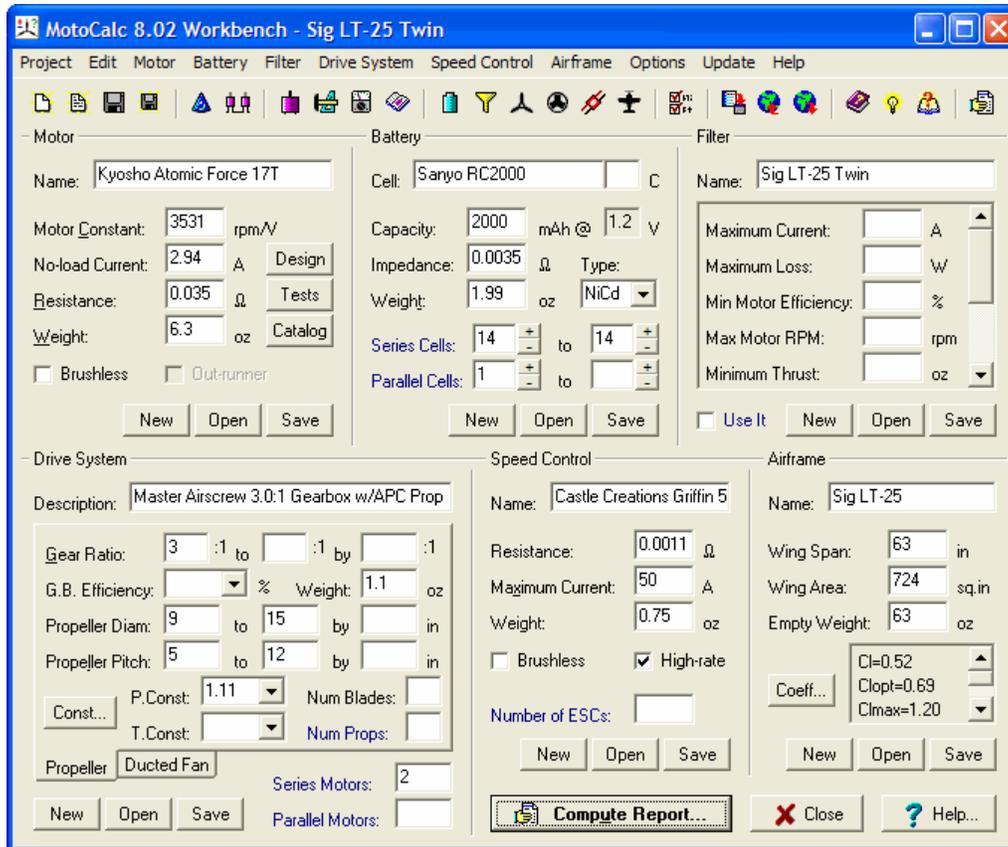 MotoCalc 8.02 Workbench - Sig LT-25 Twin
Project Edit Motor Battery Filter Drive System Speed Control Airframe Options Update Help
Motor
Name: Kyosho Atomic Force 17T
Motor Constant: 3531 rpm/V
No-load Current: 2.94 A Design
Resistance: 0.035 Ω Tests
Weight: 6.3 oz Catalog
Brushless Out-runner
New Open Save
Battery
Cell: Sanyo RC2000 C
Capacity: 2000 mAh @ 1.2 V
Impedance: 0.0035 Ω Type:
Weight: 1.99 oz NiCd
Series Cells: 14 + - to 14 + -
Parallel Cells: 1 + - to + -
New Open Save
Filter
Name: Sig LT-25 Twin
Maximum Current: A
Maximum Loss: W
Min Motor Efficiency: %
Max Motor RPM: rpm
Minimum Thrust: oz
Use It New Open Save
Drive System
Description: Master Airscrew 3.0:1 Gearbox w/APC Prop
Gear Ratio: 3 :1 to :1 by :1
G.B. Efficiency: % Weight: 1.1 oz
Propeller Diam: 9 to 15 by in
Propeller Pitch: 5 to 12 by in
Const... P.Const: 1.11 Num Blades:
T.Const: Num Props:
Propeller Ducted Fan
Series Motors: 2
New Open Save Parallel Motors:
Speed Control
Name: Castle Creations Griffin 5
Resistance: 0.0011 Ω
Maximum Current: 50 A
Weight: 0.75 oz
Brushless High-rate
Number of ESCs:
New Open Save
Airframe
Name: Sig LT-25
Wing Span: 63 in
Wing Area: 724 sq.in
Empty Weight: 63 oz
Coeff... Cl=0.52
Clopt=0.69
Clmax=1.20
New Open Save
Compute Report... Close Help...